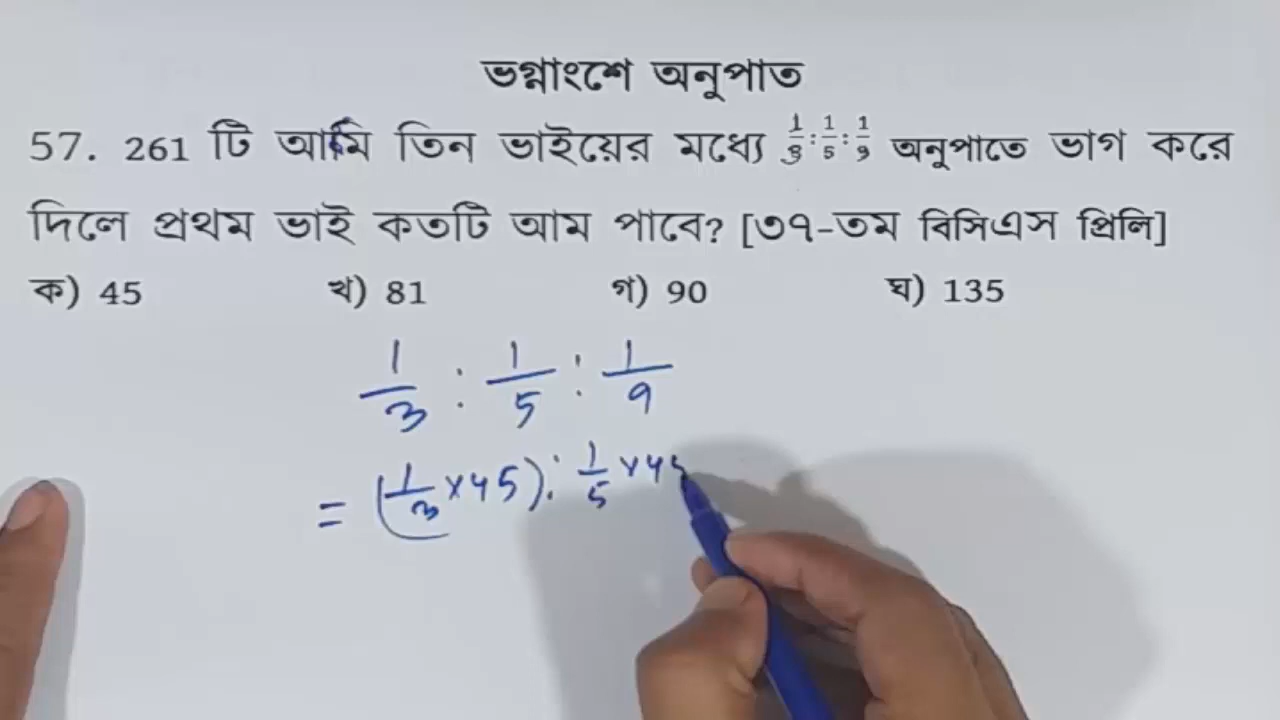 ভগ্নাংশে অনুপাত
57. 261 টি আমি তিন ভাইয়ের মধ্যে 1/3 : 1/5 : 1/9 অনুপাতে ভাগ করে
দিলে প্রথম ভাই কতটি আম পাবে? [৩৭-তম বিসিএস প্রিলি]
ক) 45 খ) 81 গ) 90 ঘ) 135
1/3 : 1/5 : 1/9
= (1/3 × 45) : 1/5 × 45